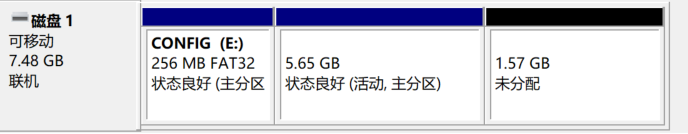 磁盘 1
可移动
7.48 GB
联机
CONFIG (E:)
256 MB FAT32
状态良好 (主分区
5.65 GB
状态良好 (活动, 主分区)
1.57 GB
未分配